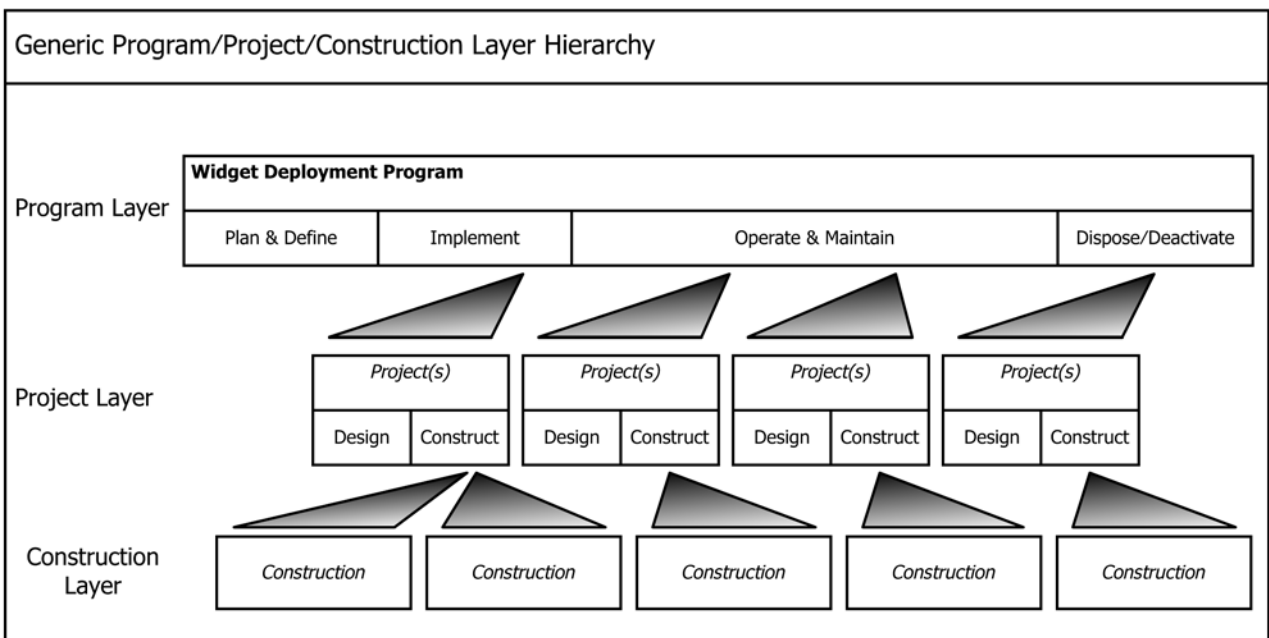 Generic Program/Project/Construction Layer Hierarchy
Widget Deployment Program
Program Layer
Plan & Define
Implement
Operate & Maintain
Dispose/Deactivate
Project(s)
Project(s)
Project(s)
Project(s)
Project Layer
Design
Construct
Design
Construct
Design
Construct
Design
Construct
Construction
Layer
Construction
Construction
Construction
Construction
Construction